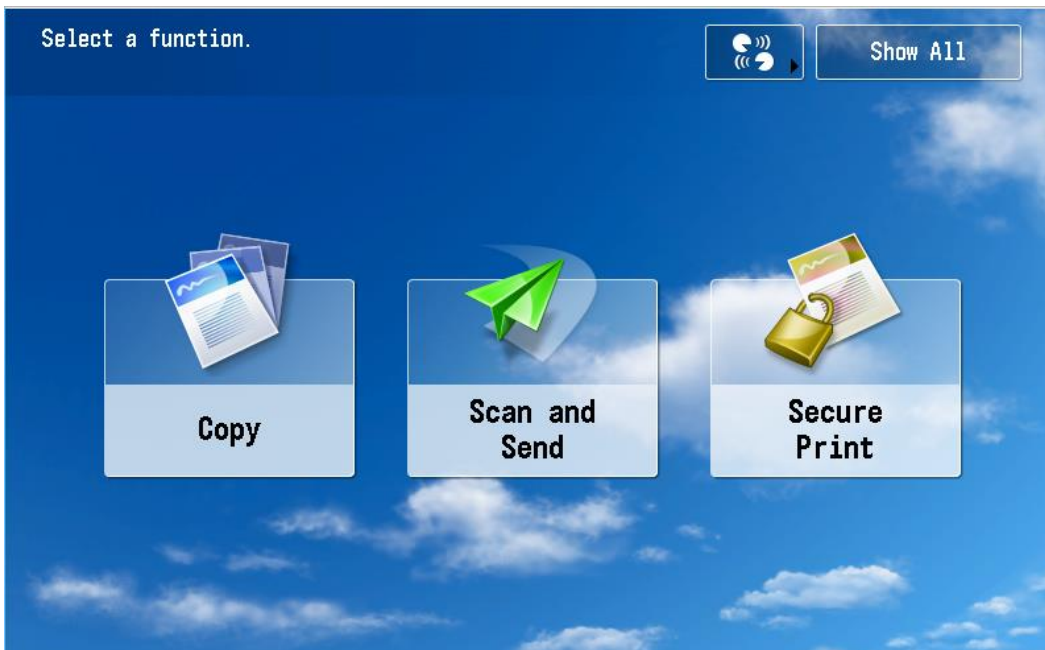 Select a function.
Show All
Copy
Scan and
Send
Secure
Print